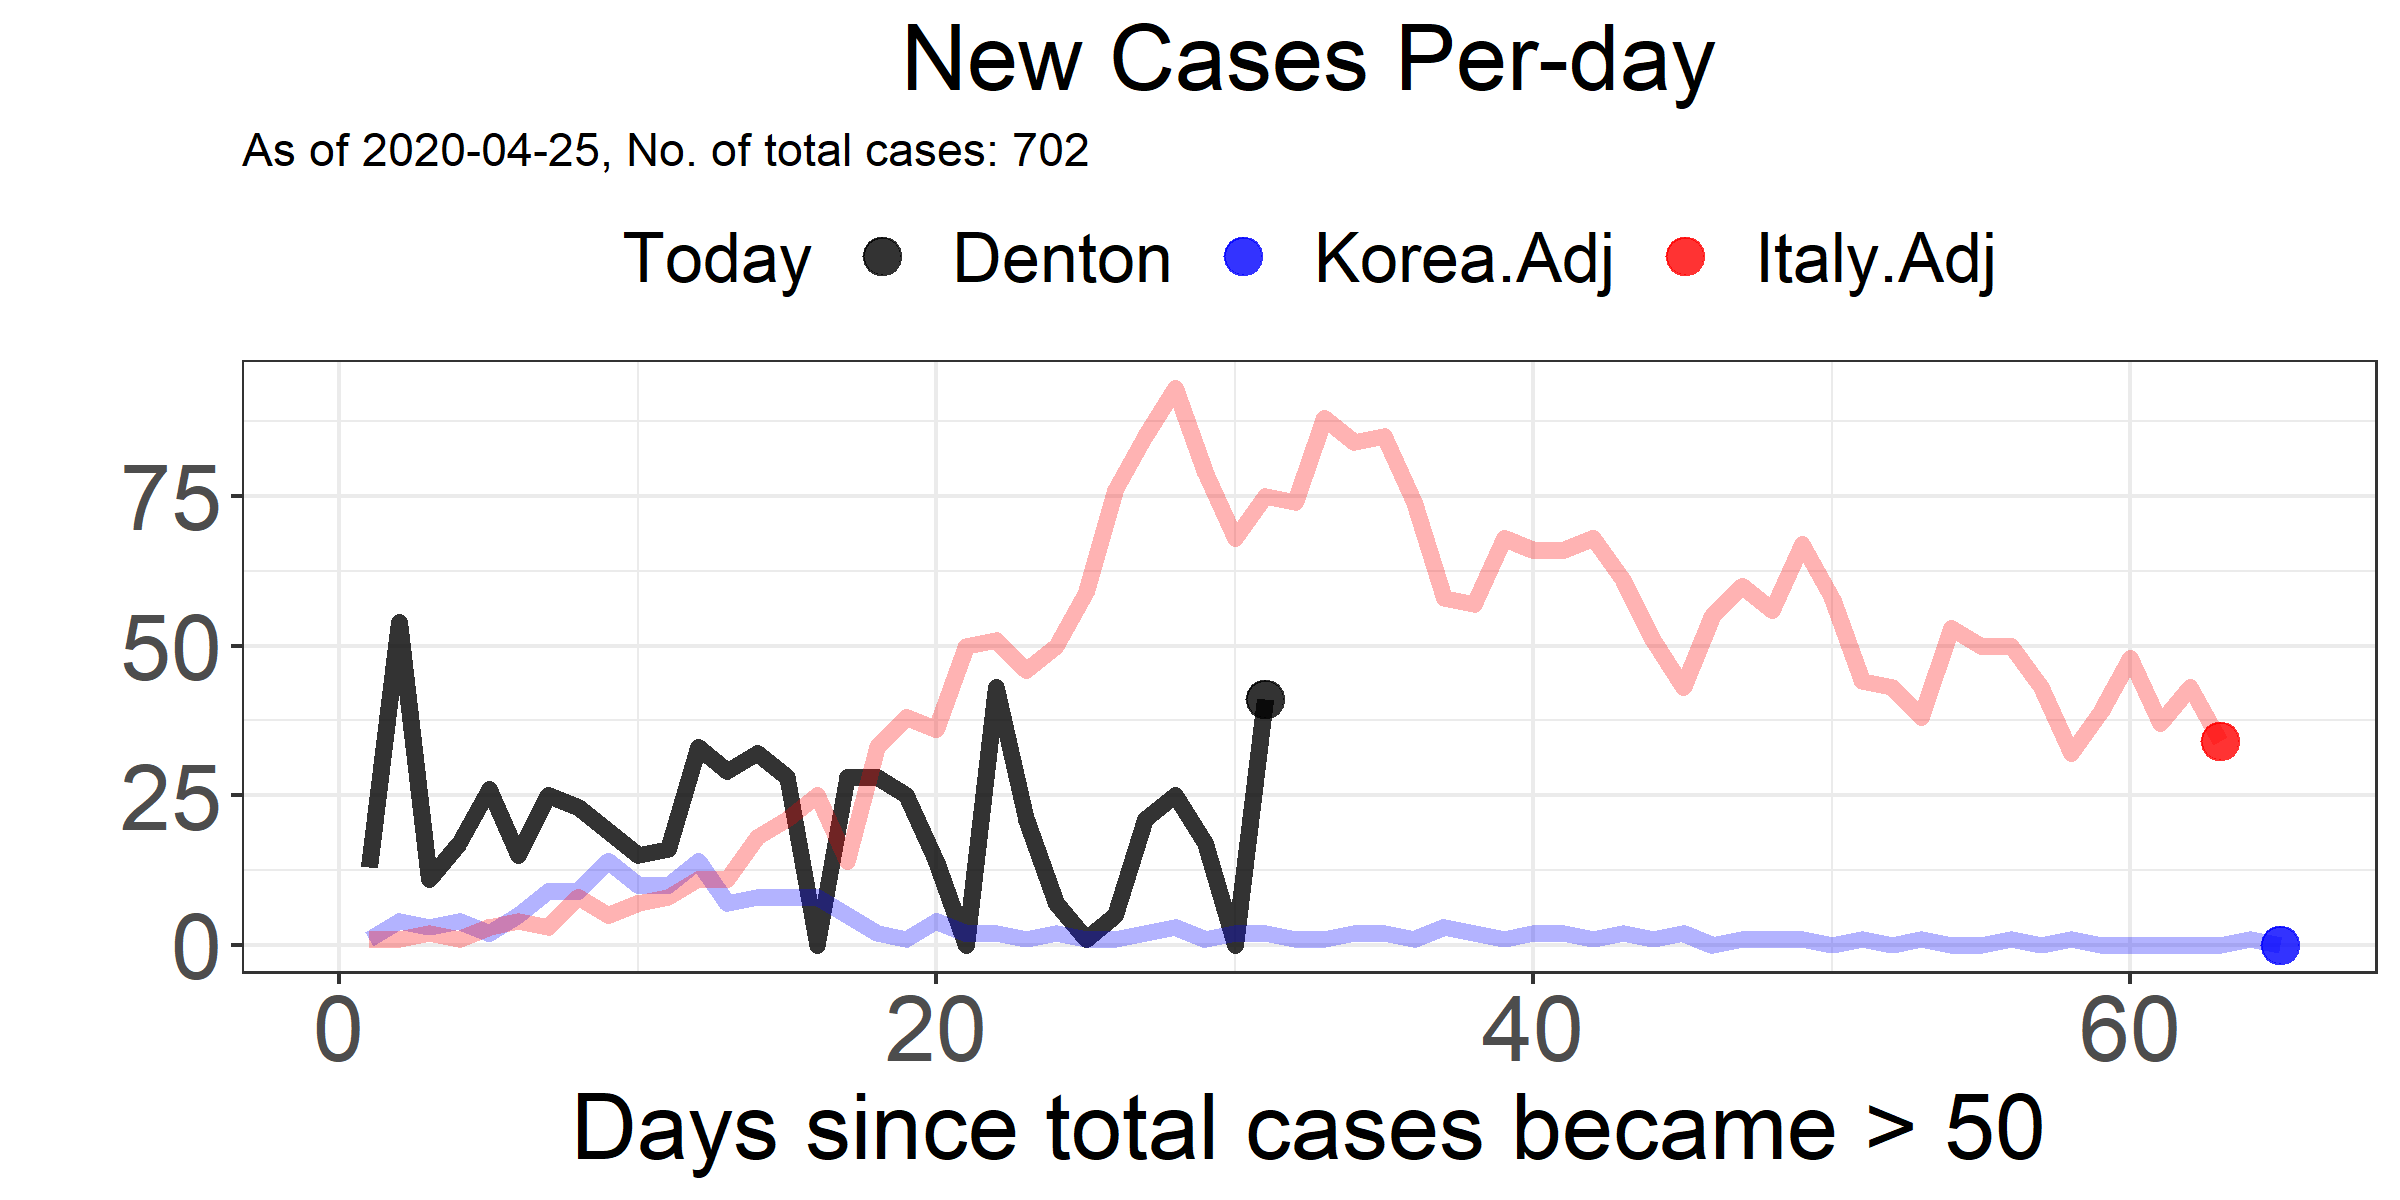 New Cases Per-day
As of 2020-04-25, No. of total cases: 702
Today Denton Korea.Adj Italy.Adj
75
50
25
0
0 20 40 60
Days since total cases became > 50